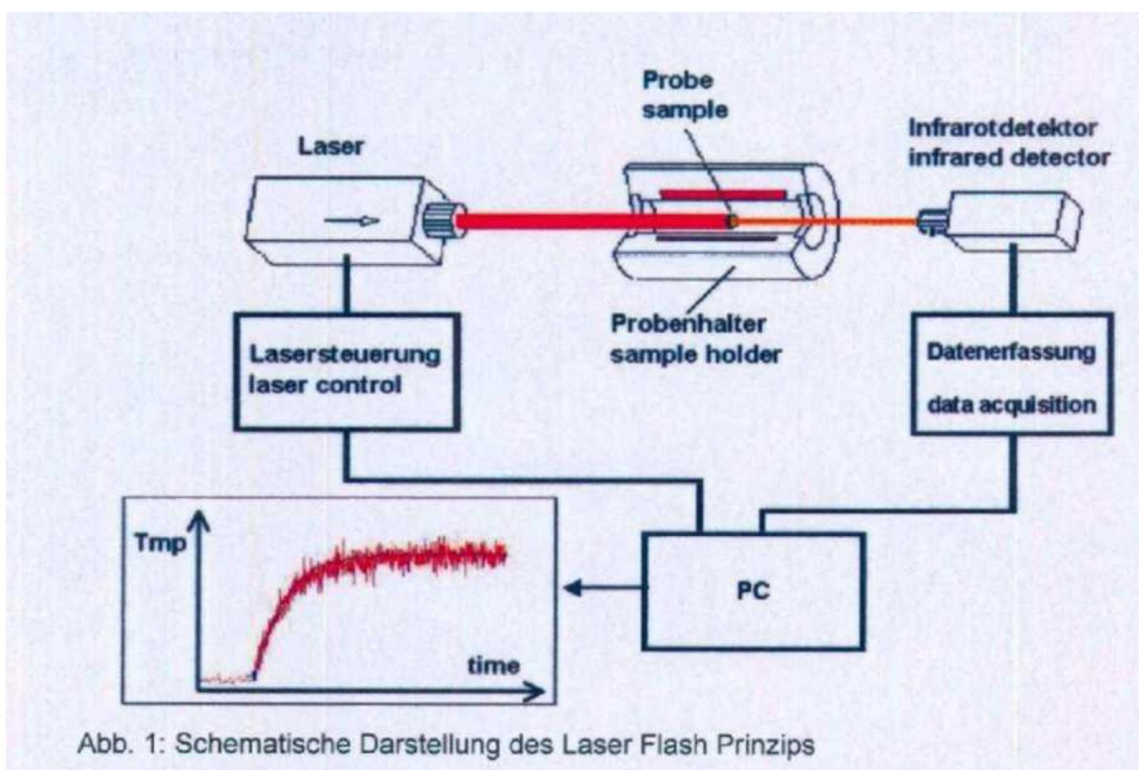 Probe
sample
Laser
Infrarotdetektor
infrared detector
Probenhalter
sample holder
Lasersteuerung
laser control
Datenerfassung
data acquisition
Tmp
time
PC
Abb. 1: Schematische Darstellung des Laser Flash Prinzips